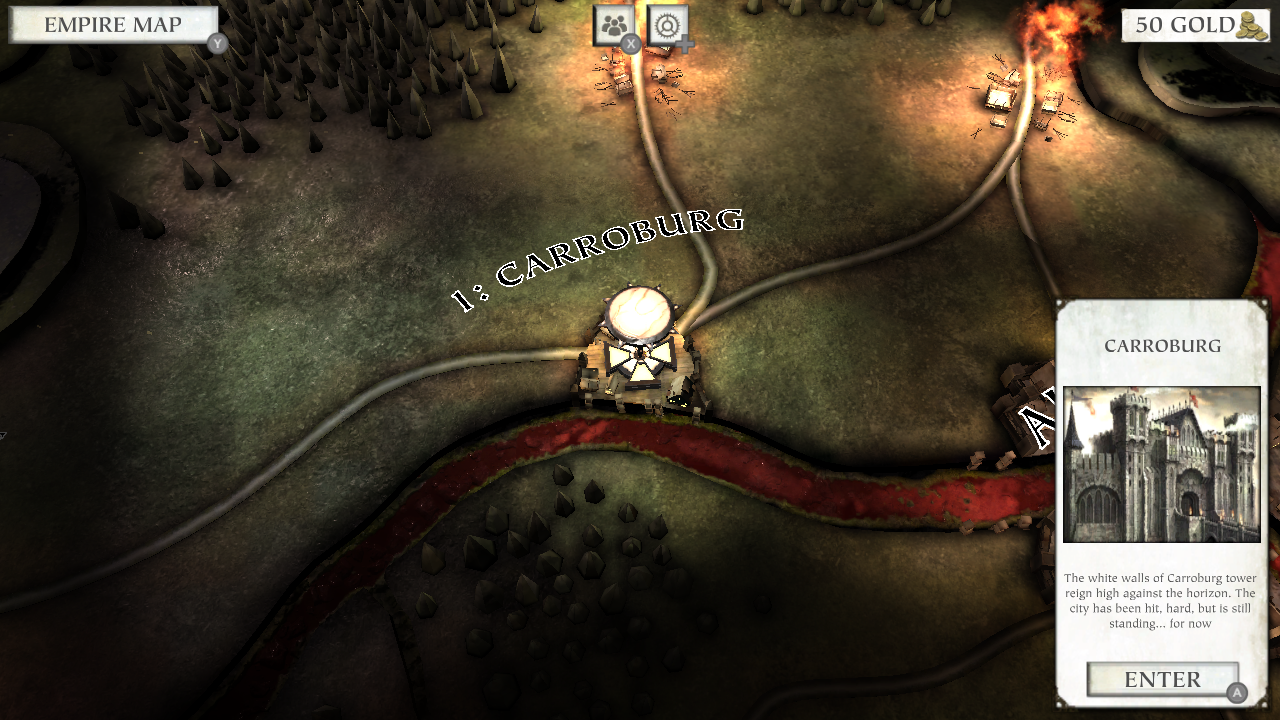 EMPIRE MAP
Y
X
50 GOLD
1: CARROBURG
CARROBURG
The white walls of Carroburg tower
reign high against the horizon. The
city has been hit, hard, but is still
standing... for now
ENTER
A